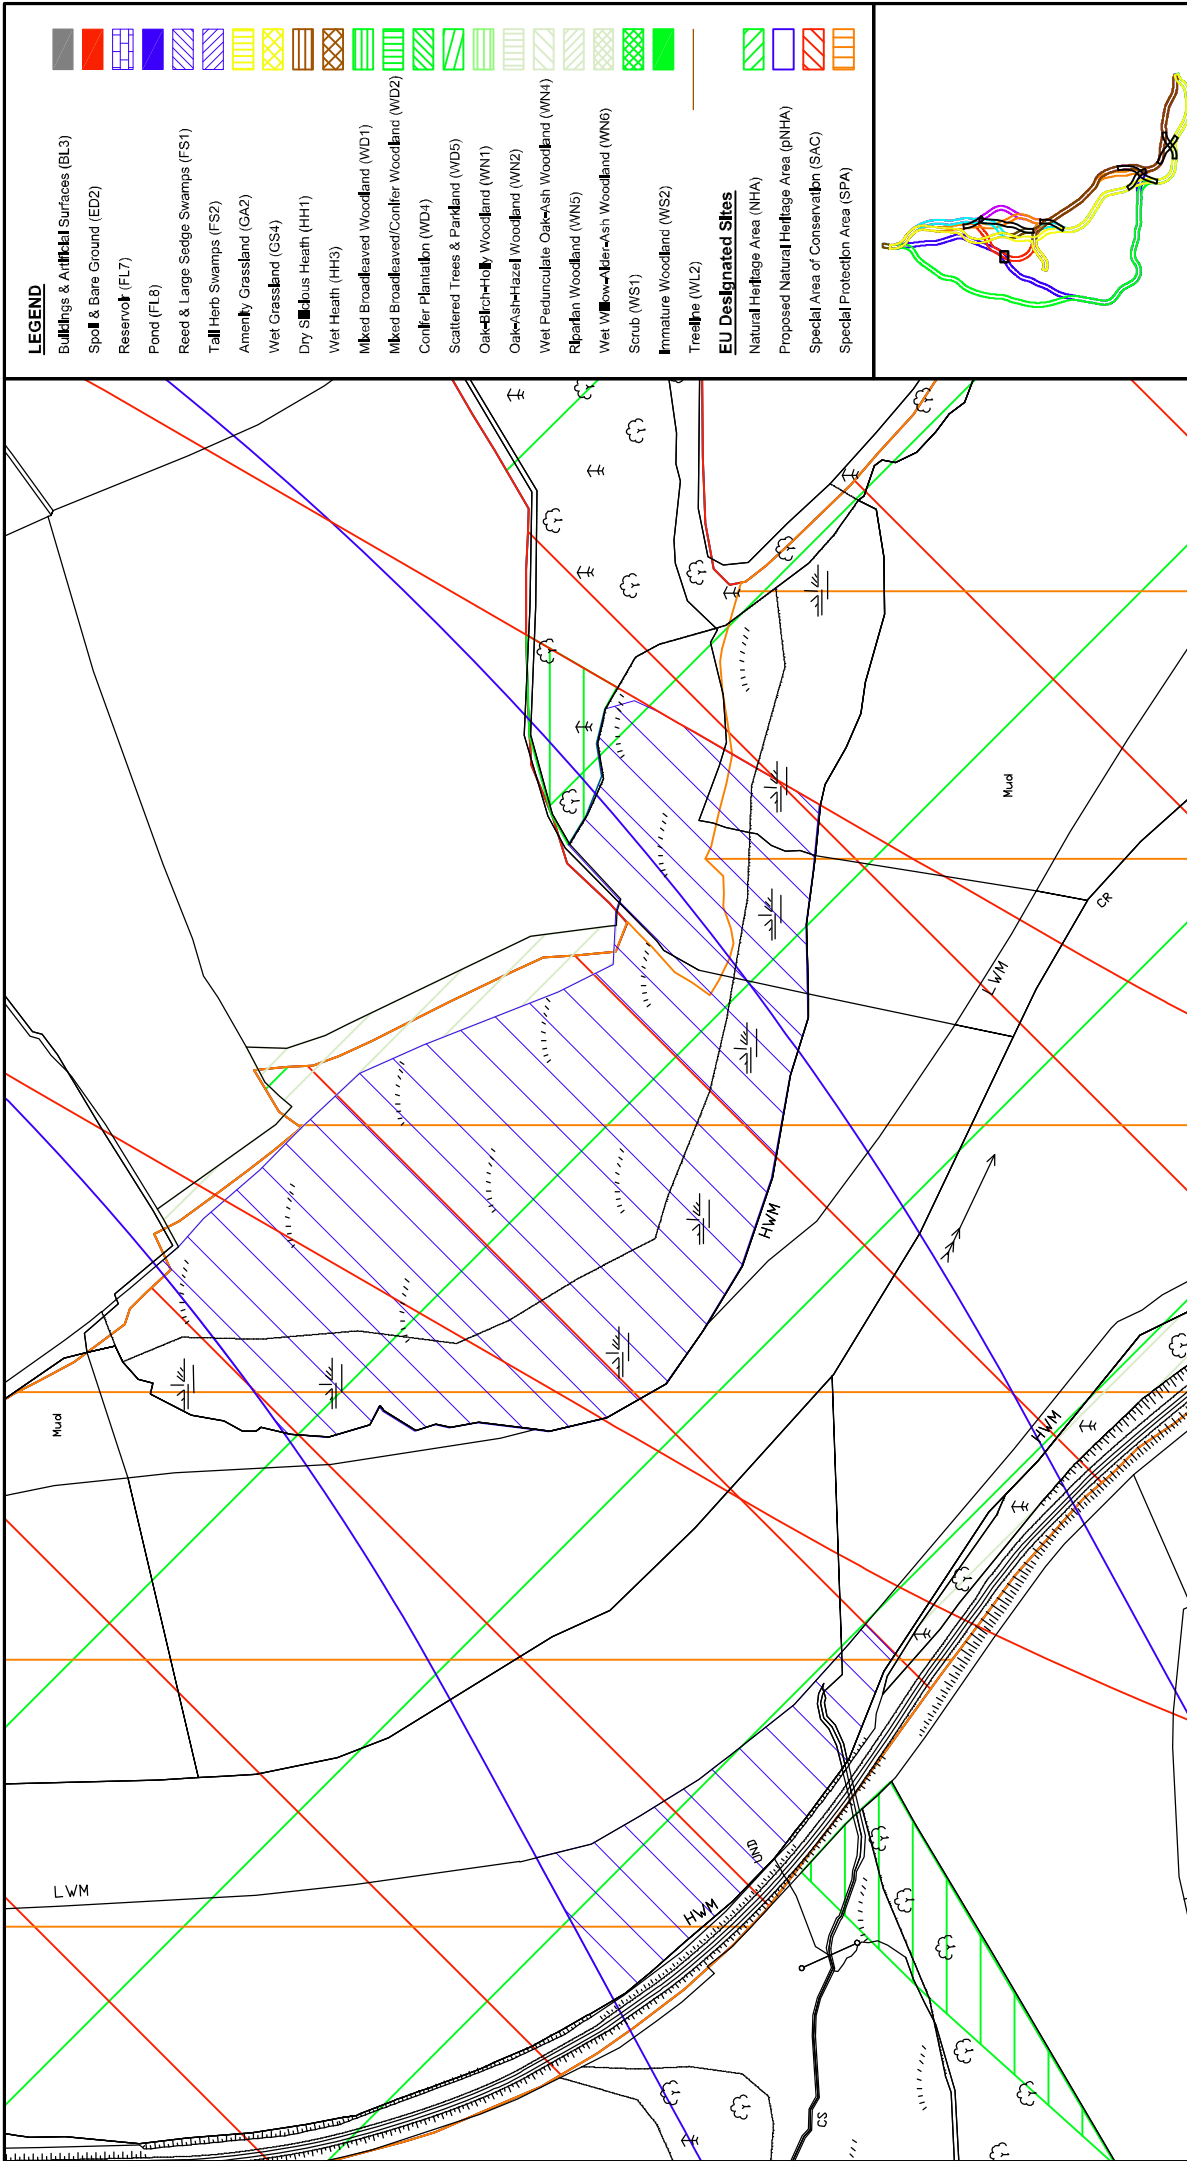 LEGEND
Buildings & Artificial Surfaces (BL3)
Spoil & Bare Ground (ED2)
Reservoir (FL7)
Pond (FL8)
Reed & Large Sedge Swamps (FS1)
Tall Herb Swamps (FS2)
Amenity Grassland (GA2)
Wet Grassland (GS4)
Dry Silicious Heath (HH1)
Wet Heath (HH3)
Mixed Broadleaved Woodland (WD1)
Mixed Broadleaved/Conifer Woodland (WD2)
Conifer Plantation (WD4)
Scattered Trees & Parkland (WD5)
Oak-Birch-Holly Woodland (WN1)
Oak-Ash-Hazel Woodland (WN2)
Wet Pedunculate Oak-Ash Woodland (WN4)
Riparian Woodland (WN5)
Wet Willow-Alder-Ash Woodland (WN6)
Scrub (WS1)
Immature Woodland (WS2)
Treeline (WL2)
EU Designated Sites
Natural Heritage Area (NHA)
Proposed Natural Heritage Area (pNHA)
Special Area of Conservation (SAC)
Special Protection Area (SPA)
Mud
Mud
CR
LWM
HWM
HWM
LWM
HWM
UND
CS